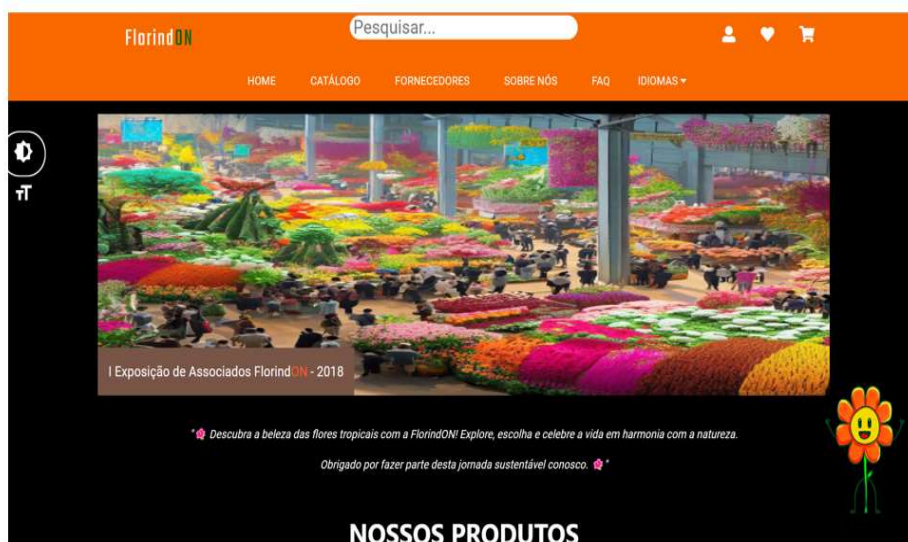 FlorindON
Pesquisar...
HOME CATÁLOGO FORNECEDORES SOBRE NÓS FAQ IDIOMAS
TT
I Exposição de Associados FlorindON - 2018
"🌺 Descubra a beleza das flores tropicais com a FlorindON! Explore, escolha e celebre a vida em harmonia com a natureza.
Obrigado por fazer parte desta jornada sustentável conosco. 🌺"
NOSSOS PRODUTOS